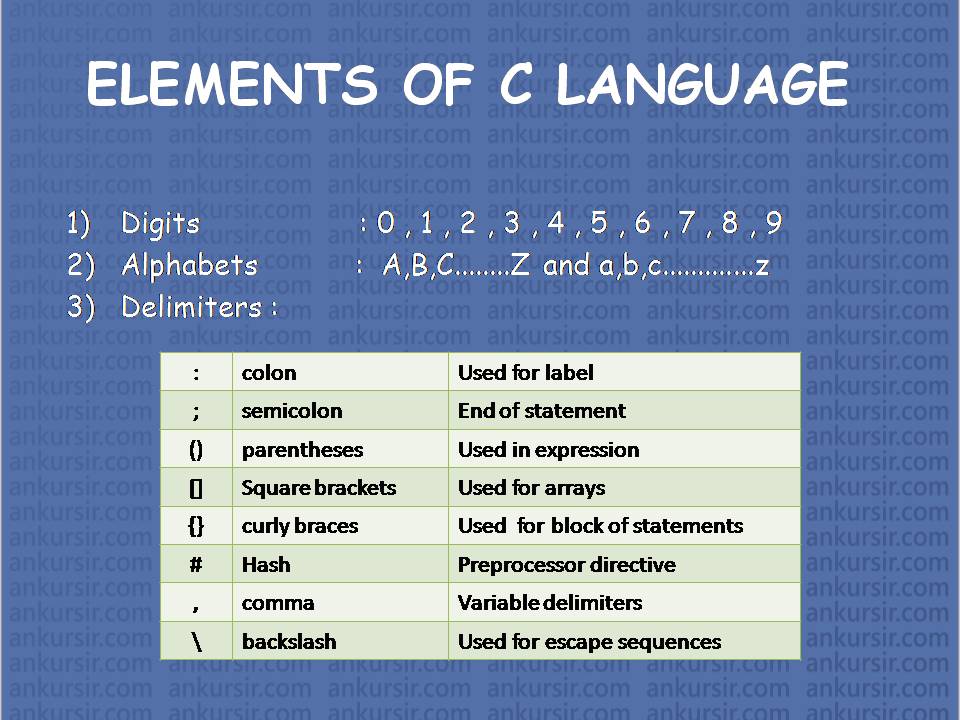 ELEMENTS OF C LANGUAGE
1) Digits : 0 , 1 , 2 , 3 , 4 , 5 , 6 , 7 , 8 , 9
2) Alphabets : A,B,C........Z and a,b,c.............z
3) Delimiters :
: colon Used for label
; semicolon End of statement
() parentheses Used in expression
[] Square brackets Used for arrays
{} curly braces Used for block of statements
# Hash Preprocessor directive
, comma Variable delimiters
\ backslash Used for escape sequences
ankursir.com